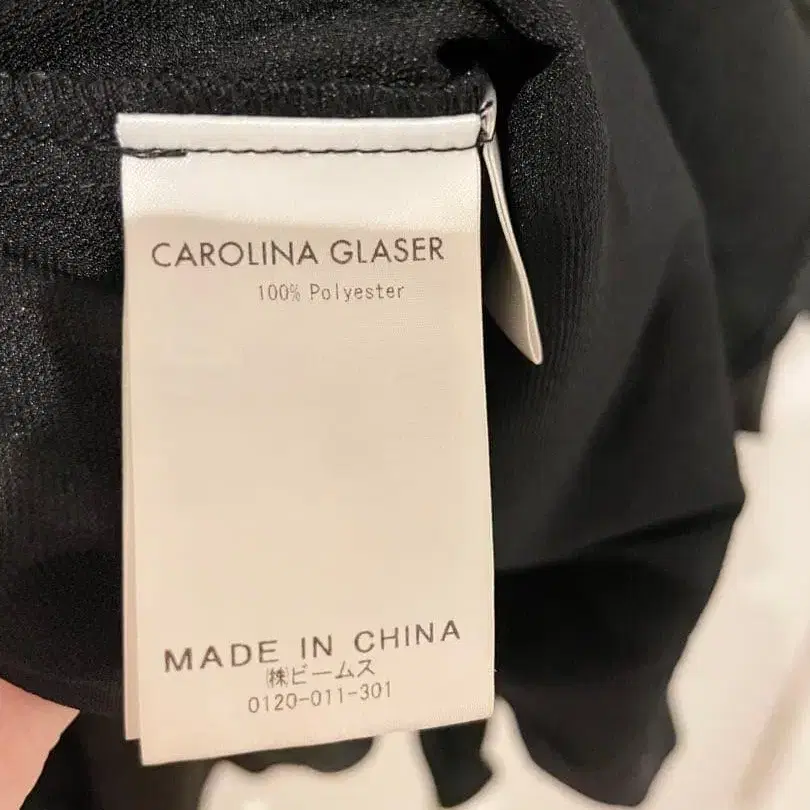 CAROLINA GLASER
100% Polyester
MADE IN CHINA
㈱ビームス
0120-011-301